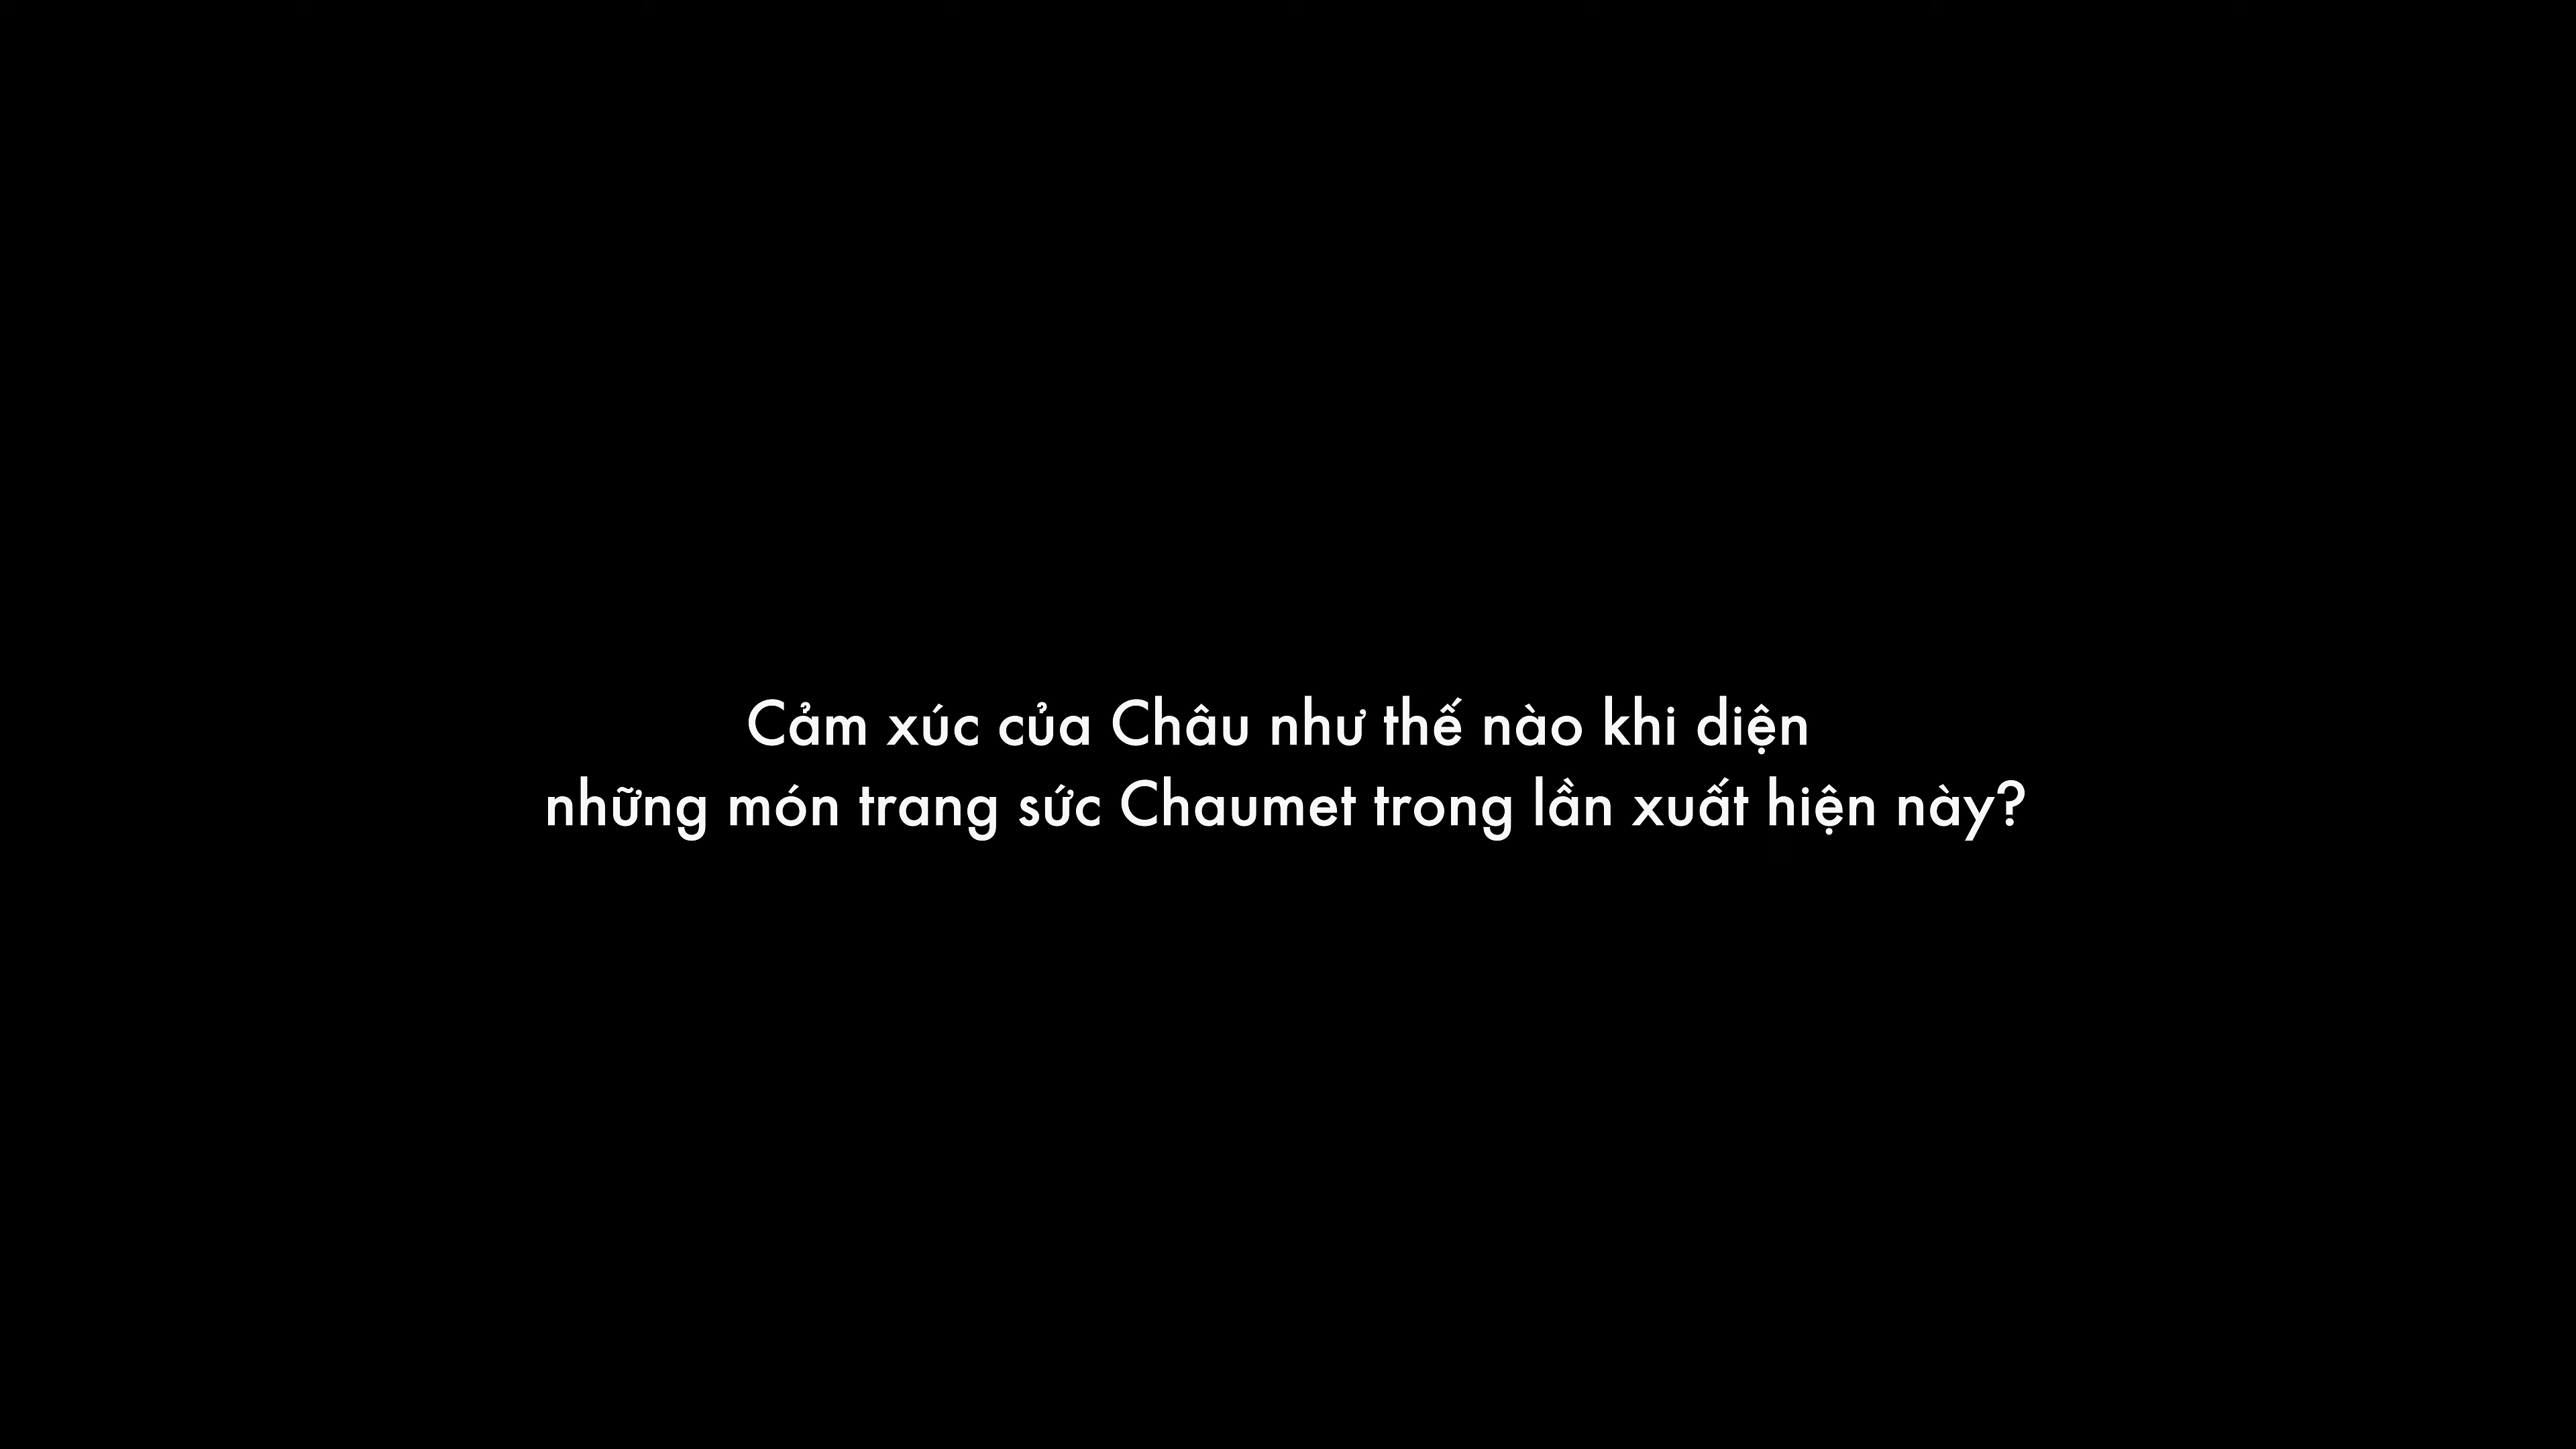 Cảm xúc của Châu như thế nào khi diện
những món trang sức Chaumet trong lần xuất hiện này?